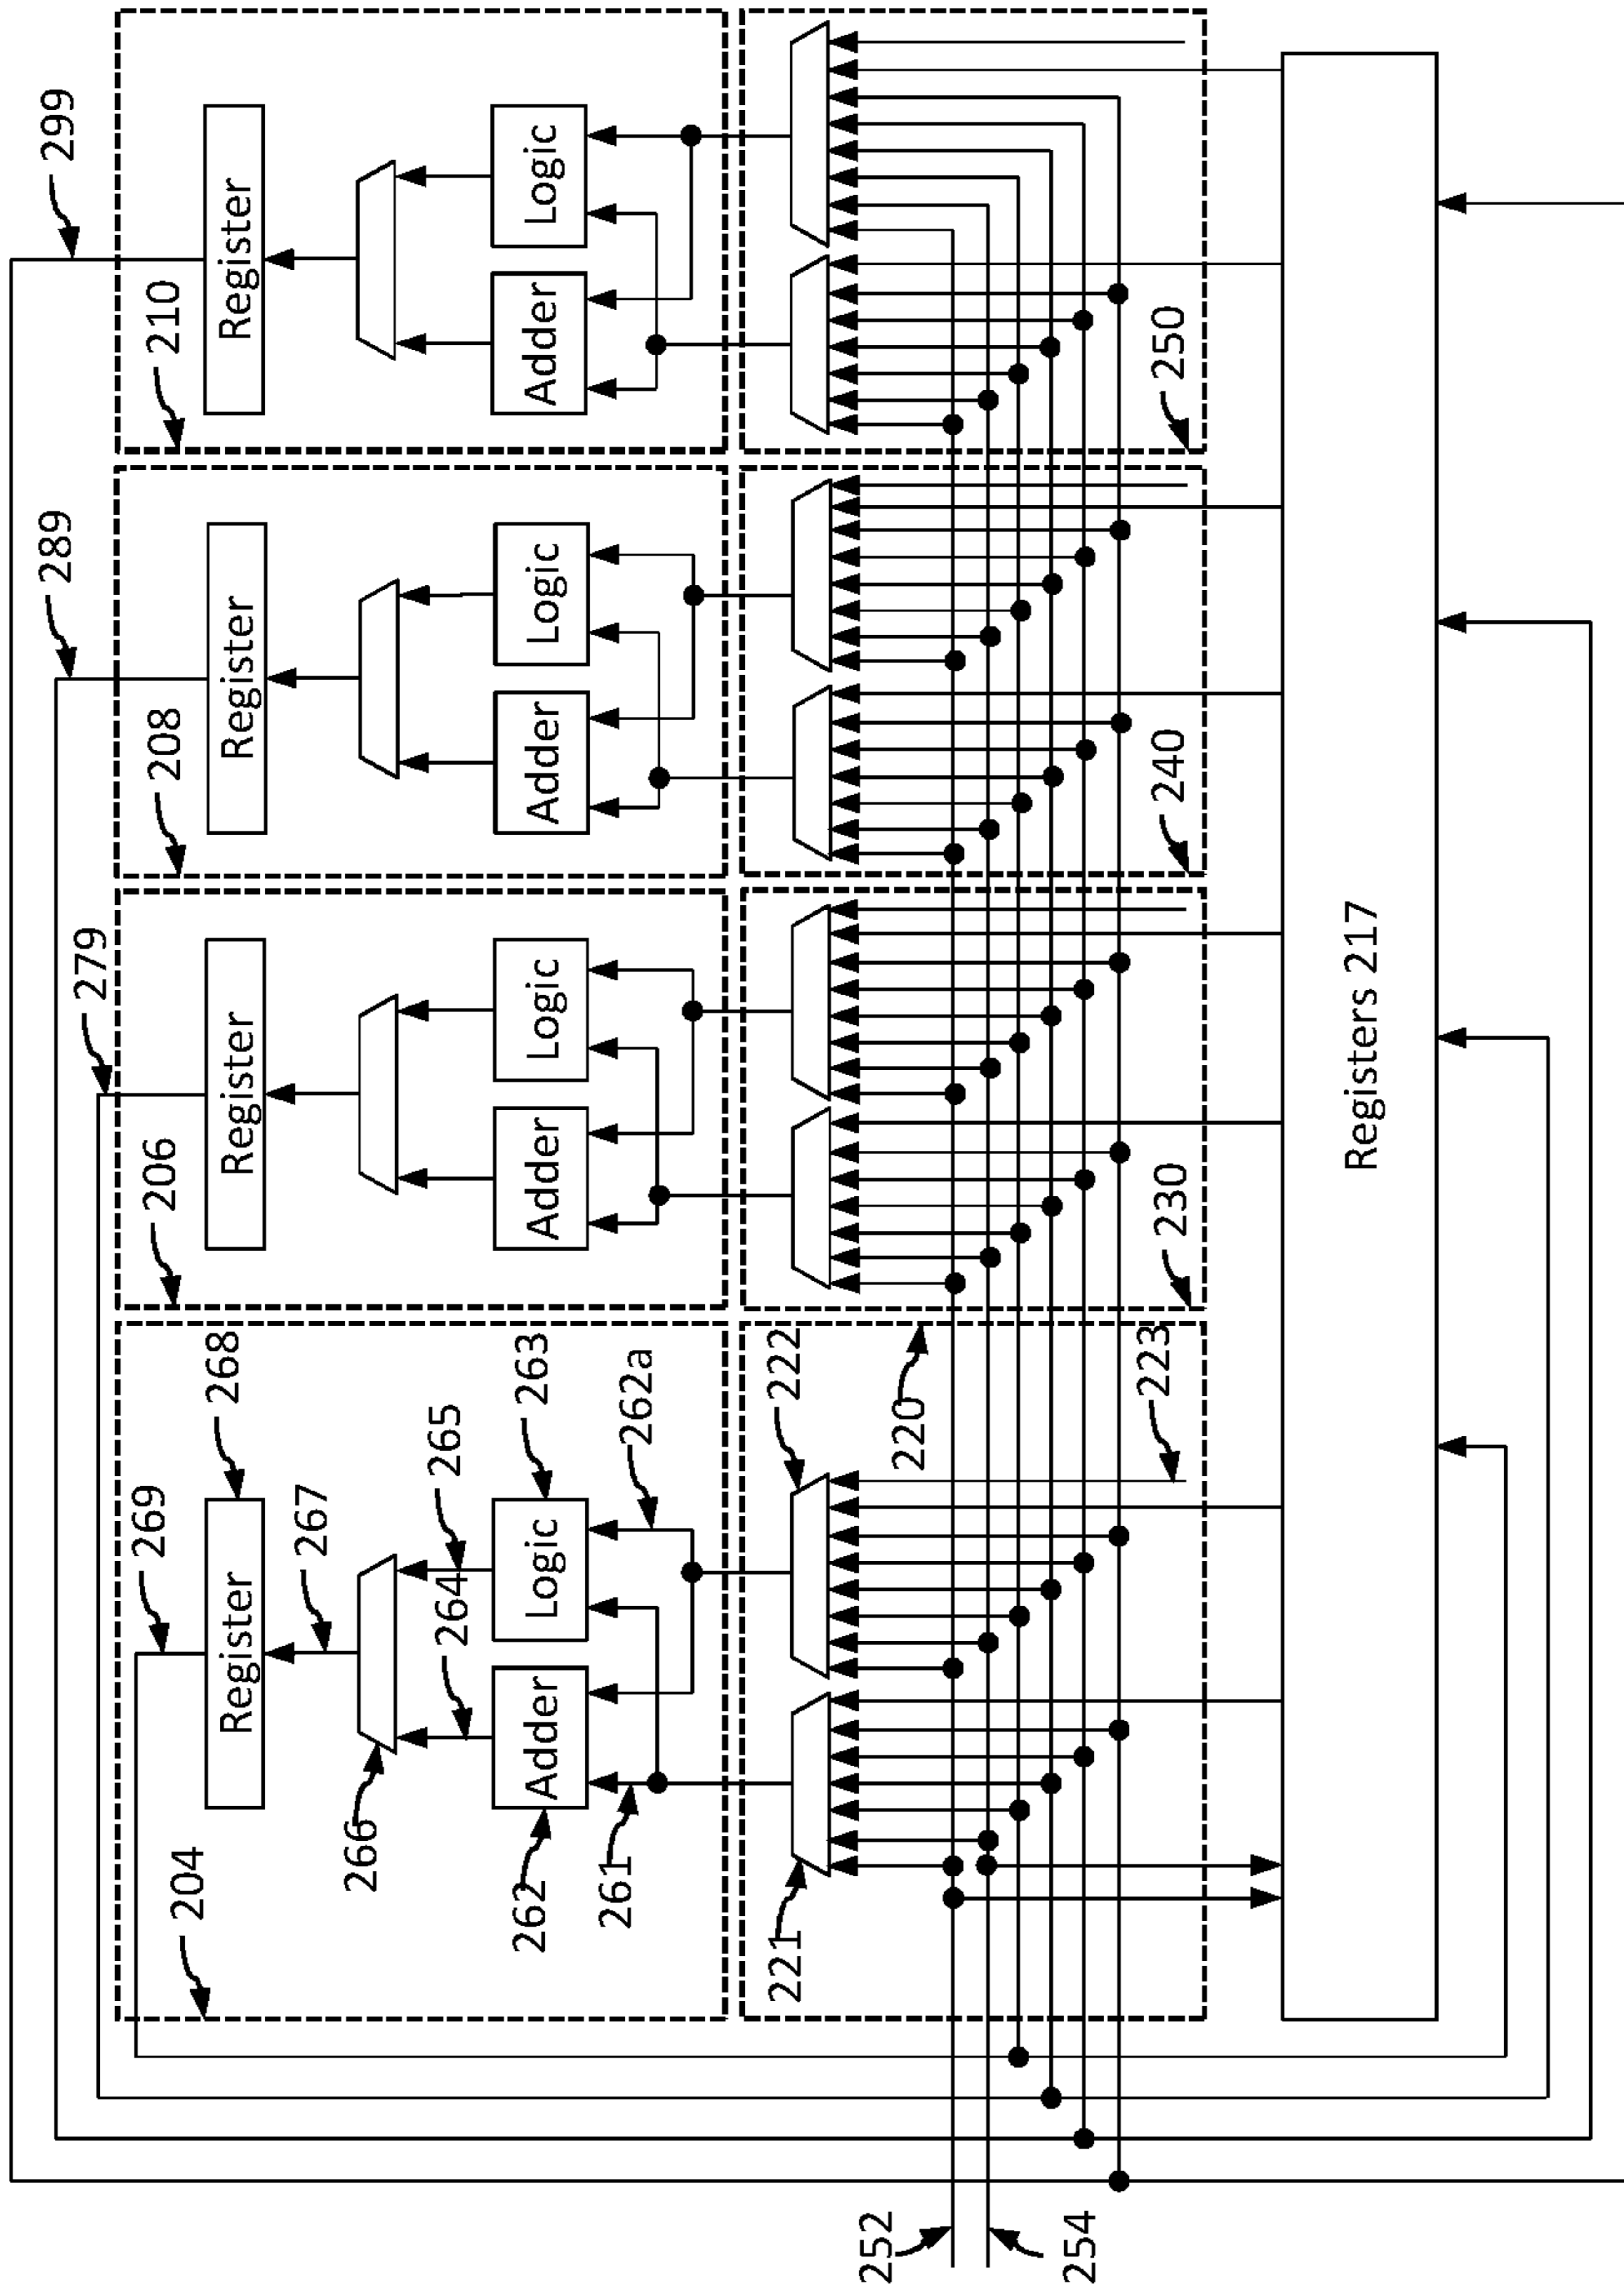 204
269
Register
268
267
266
264
265
262
Adder
Logic
263
261
262a
221
222
220
223
206
279
Register
Adder
Logic
230
208
289
Register
Adder
Logic
240
210
299
Register
Adder
Logic
250
252
254
Registers 217